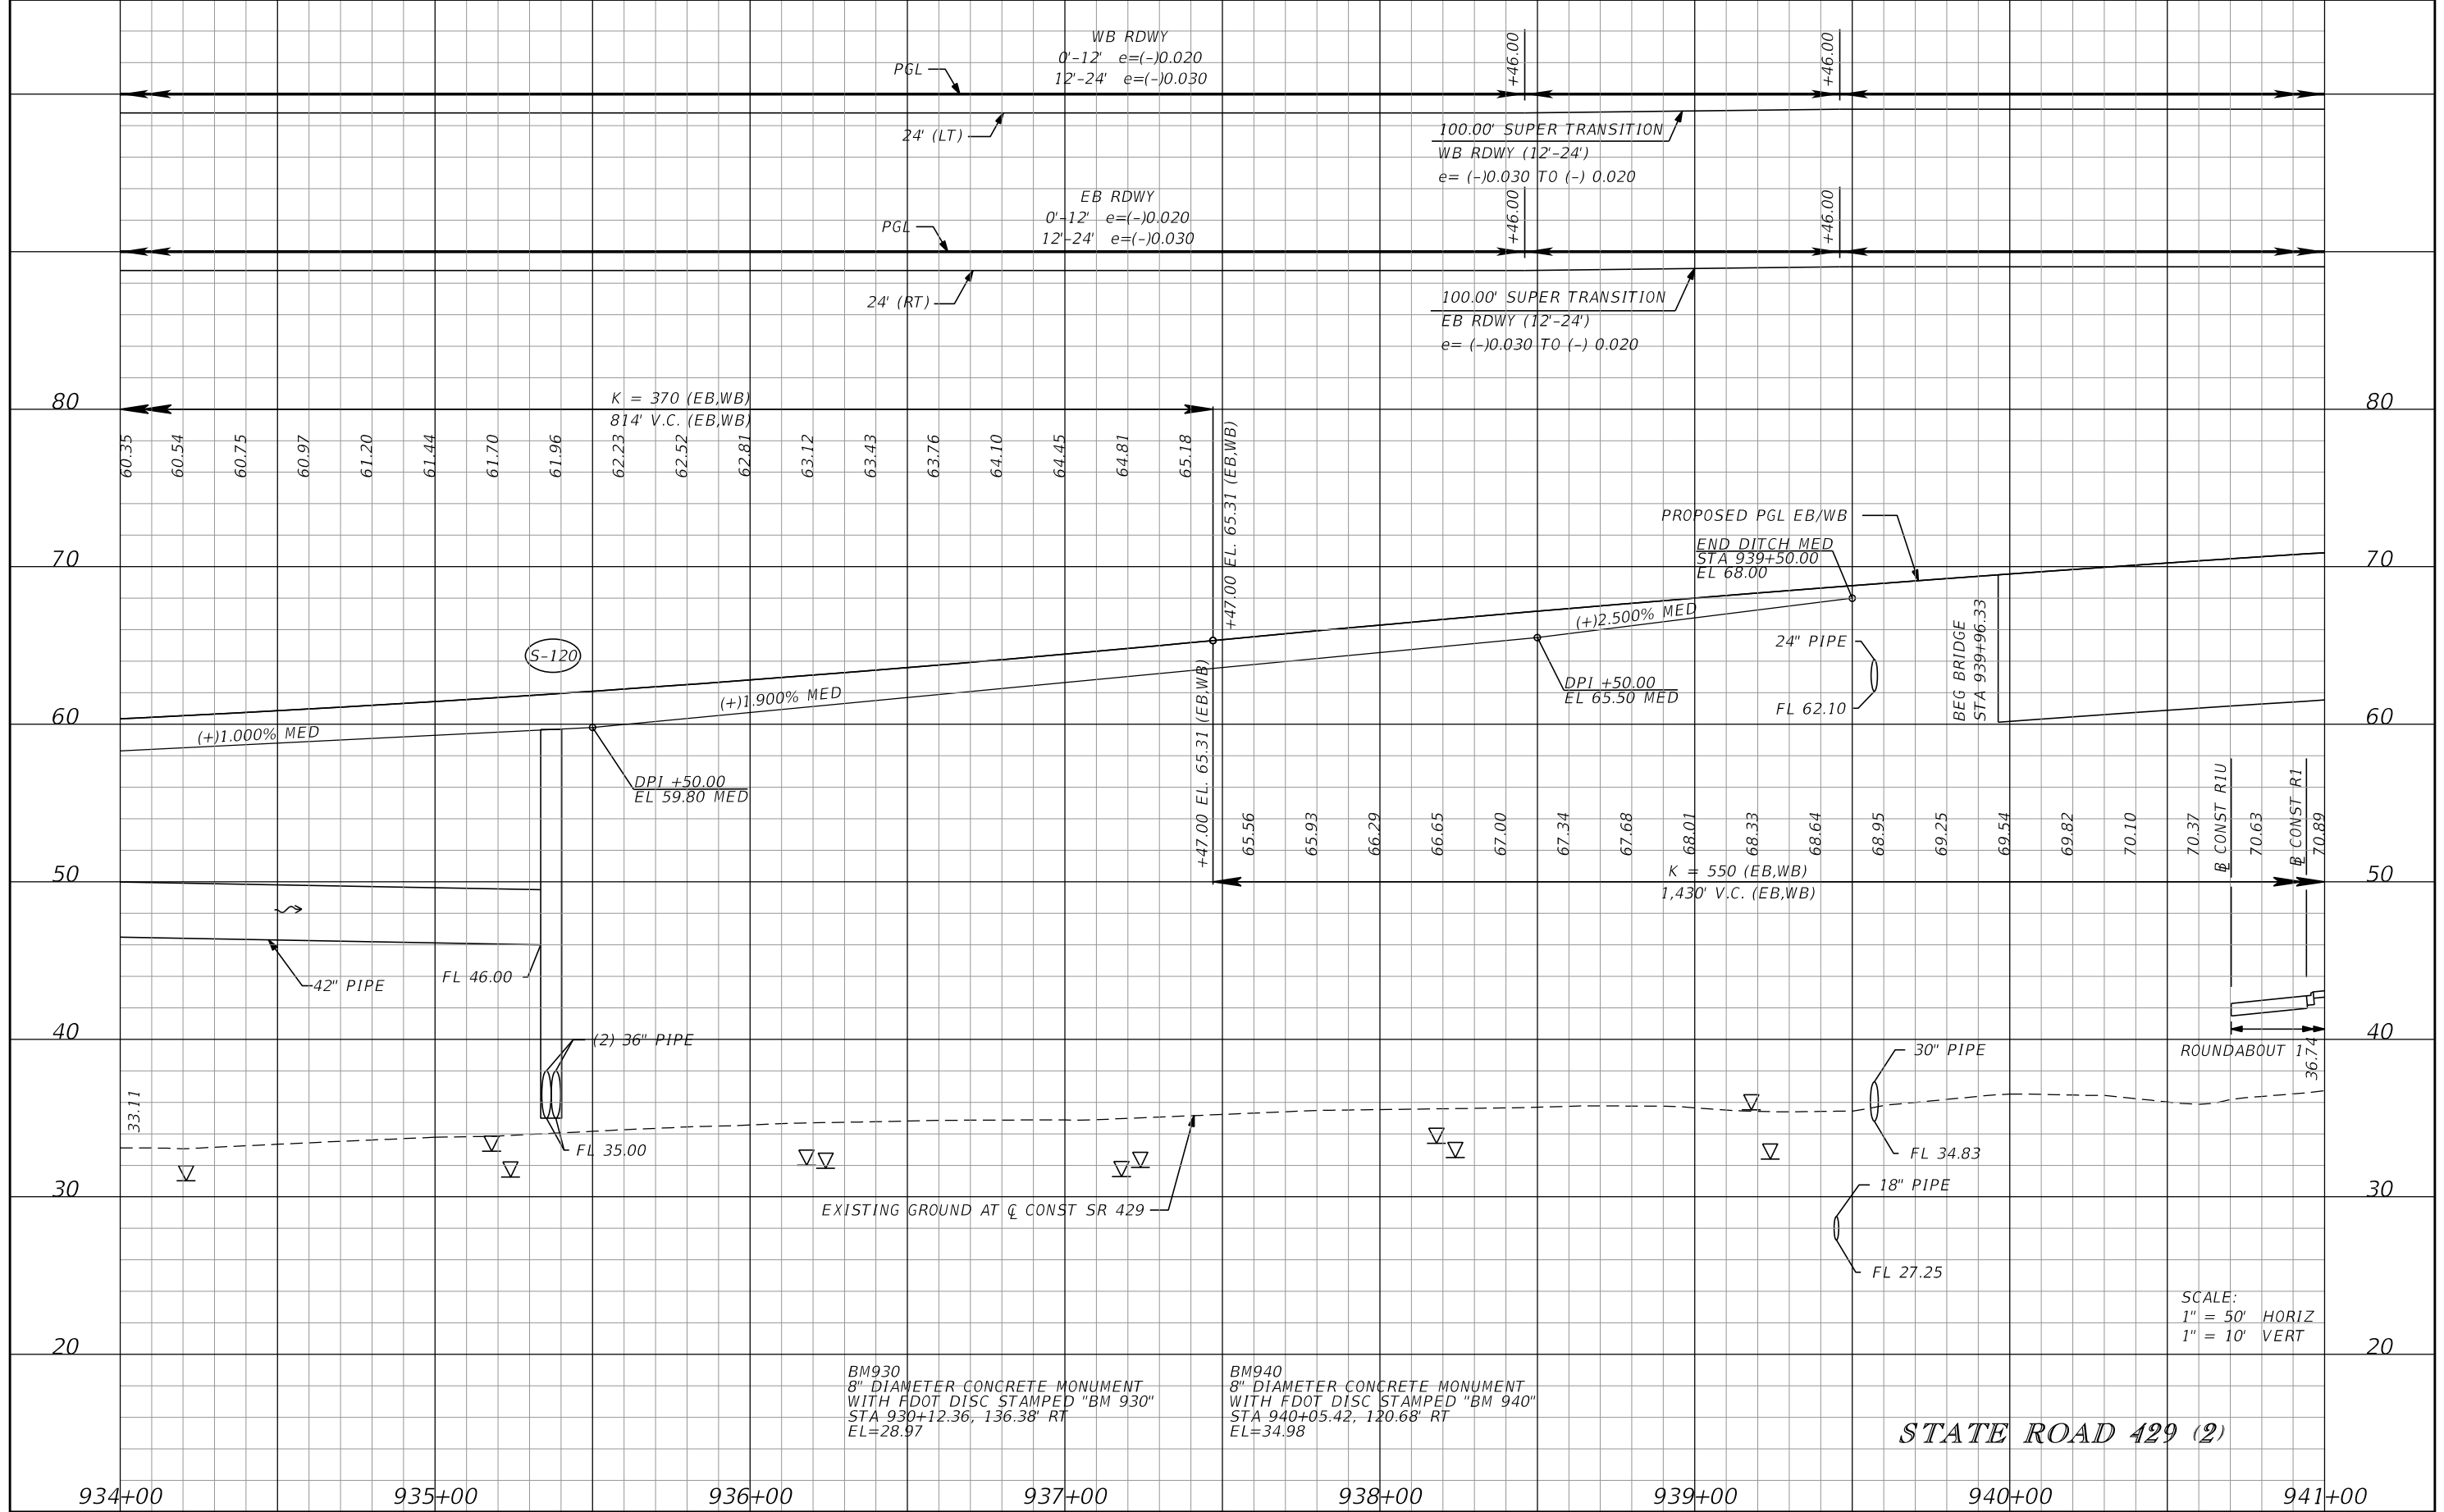 WB RDWY
0'-12' e=(-)0.020
12'-24' e=(-)0.030
PGL
24' (LT)
+46.00
+46.00
100.00' SUPER TRANSITION
WB RDWY (12'-24')
e= (-)0.030 TO (-) 0.020
EB RDWY
0'-12' e=(-)0.020
12'-24' e=(-)0.030
PGL
24' (RT)
+46.00
+46.00
100.00' SUPER TRANSITION
EB RDWY (12'-24')
e= (-)0.030 TO (-) 0.020
80
K = 370 (EB,WB)
814' V.C. (EB,WB)
80
60.35
60.54
60.75
60.97
61.20
61.44
61.70
61.96
62.23
62.52
62.81
63.12
63.43
63.76
64.10
64.45
64.81
65.18
+47.00 EL. 65.31 (EB,WB)
PROPOSED PGL EB/WB
END DITCH MED
STA 939+50.00
EL 68.00
70
70
(+)2.500% MED
S-120
24" PIPE
FL 62.10
BEG BRIDGE
STA 939+96.33
DPI +50.00
EL 65.50 MED
(+)1.900% MED
60
60
(+)1.000% MED
DPI +50.00
EL 59.80 MED
+47.00 EL. 65.31 (EB,WB)
65.56
65.93
66.29
66.65
67.00
67.34
67.68
68.01
68.33
68.64
68.95
69.25
69.54
69.82
70.10
70.37
℄ CONST R1U
70.63
℄ CONST R1
70.89
50
K = 550 (EB,WB)
1,430' V.C. (EB,WB)
50
42" PIPE
FL 46.00
40
(2) 36" PIPE
30" PIPE
ROUNDABOUT 1
40
33.11
36.74
FL 35.00
FL 34.83
30
EXISTING GROUND AT ℄ CONST SR 429
18" PIPE
30
FL 27.25
SCALE:
1" = 50' HORIZ
1" = 10' VERT
20
20
BM930
8" DIAMETER CONCRETE MONUMENT
WITH FDOT DISC STAMPED "BM 930"
STA 930+12.36, 136.38' RT
EL=28.97
BM940
8" DIAMETER CONCRETE MONUMENT
WITH FDOT DISC STAMPED "BM 940"
STA 940+05.42, 120.68' RT
EL=34.98
STATE ROAD 429 (2)
934+00
935+00
936+00
937+00
938+00
939+00
940+00
941+00